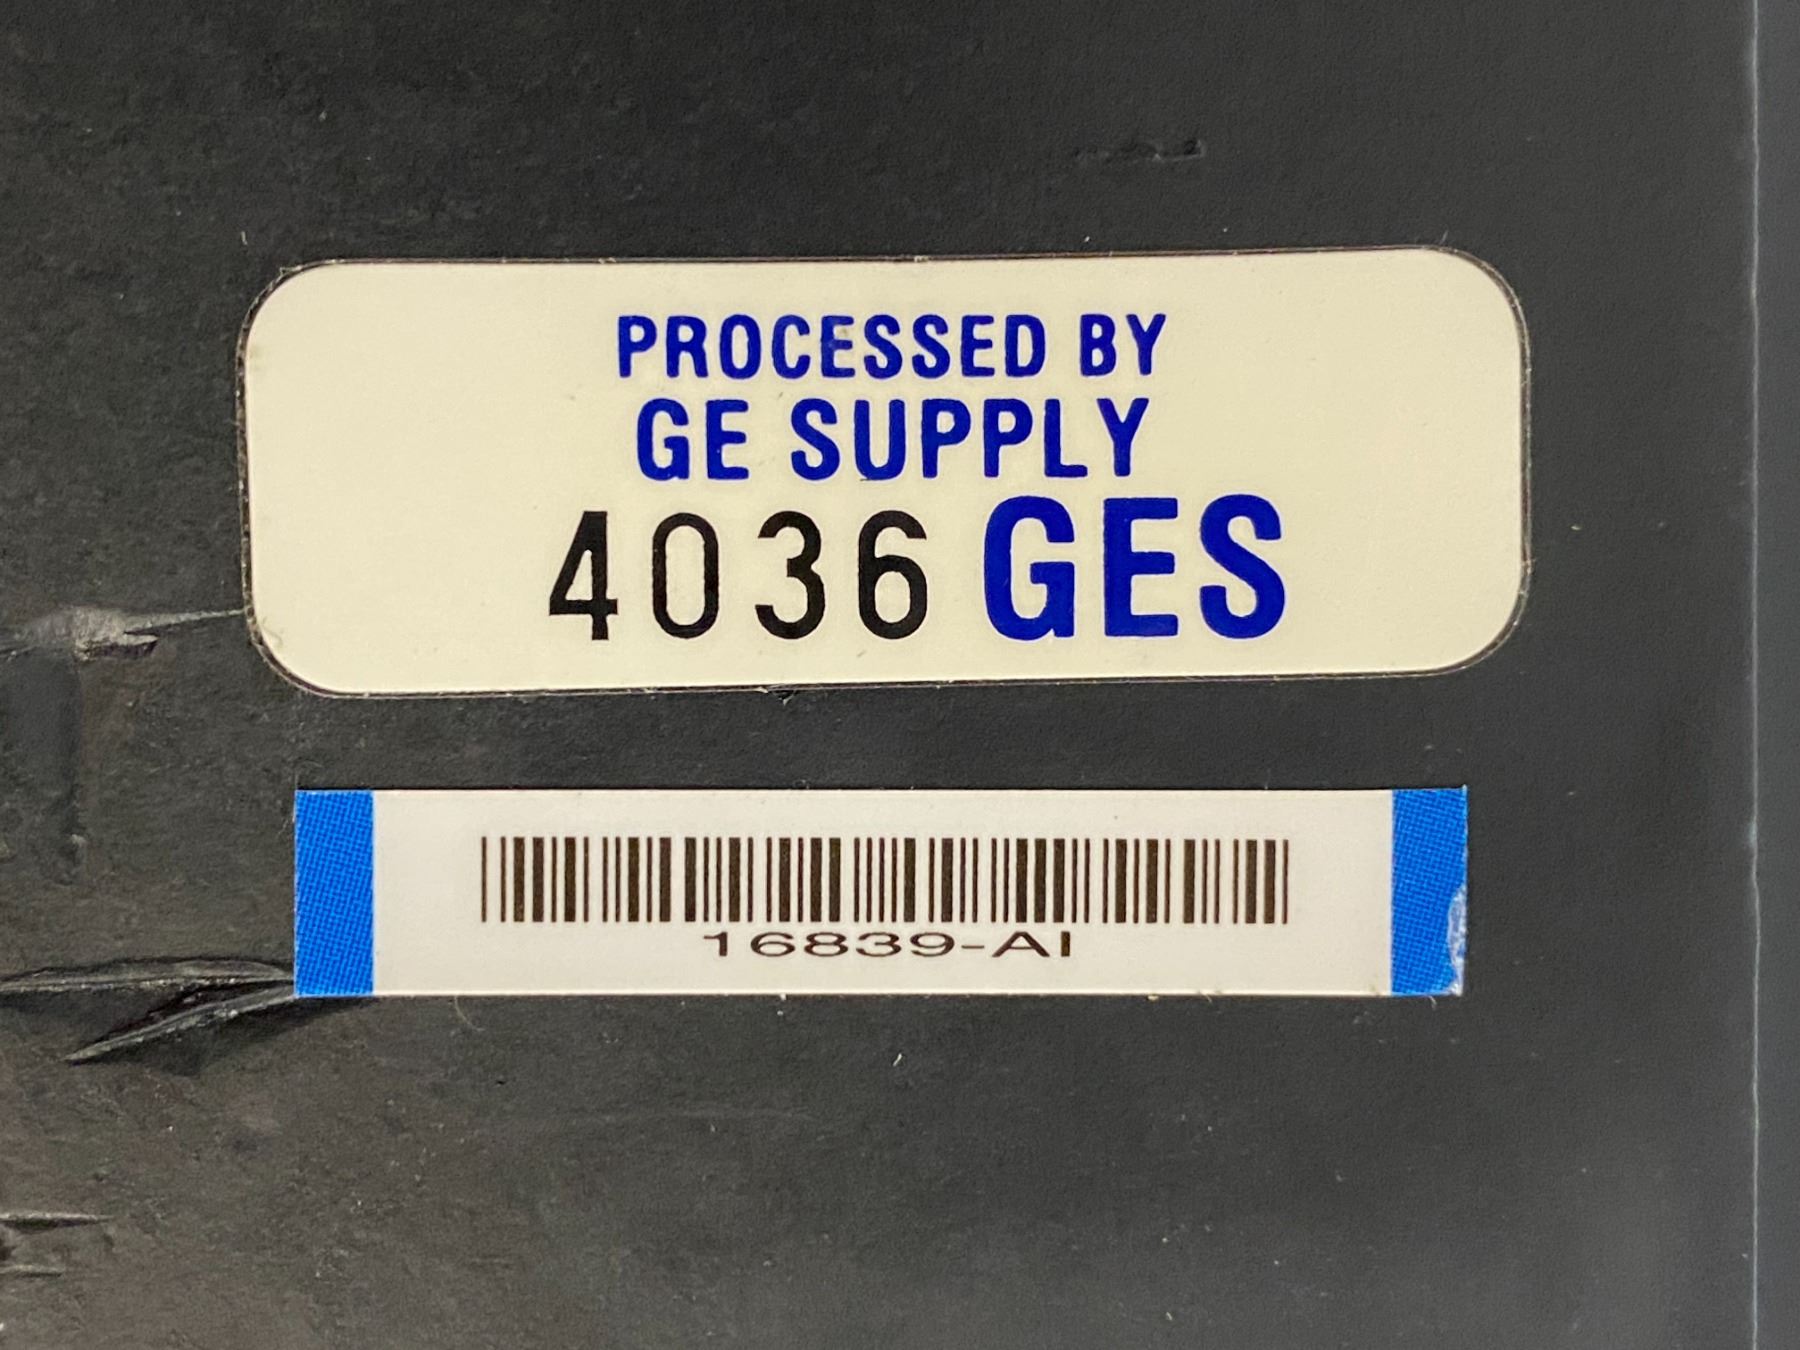 PROCESSED BY
GE SUPPLY
4036 GES
16839-AI